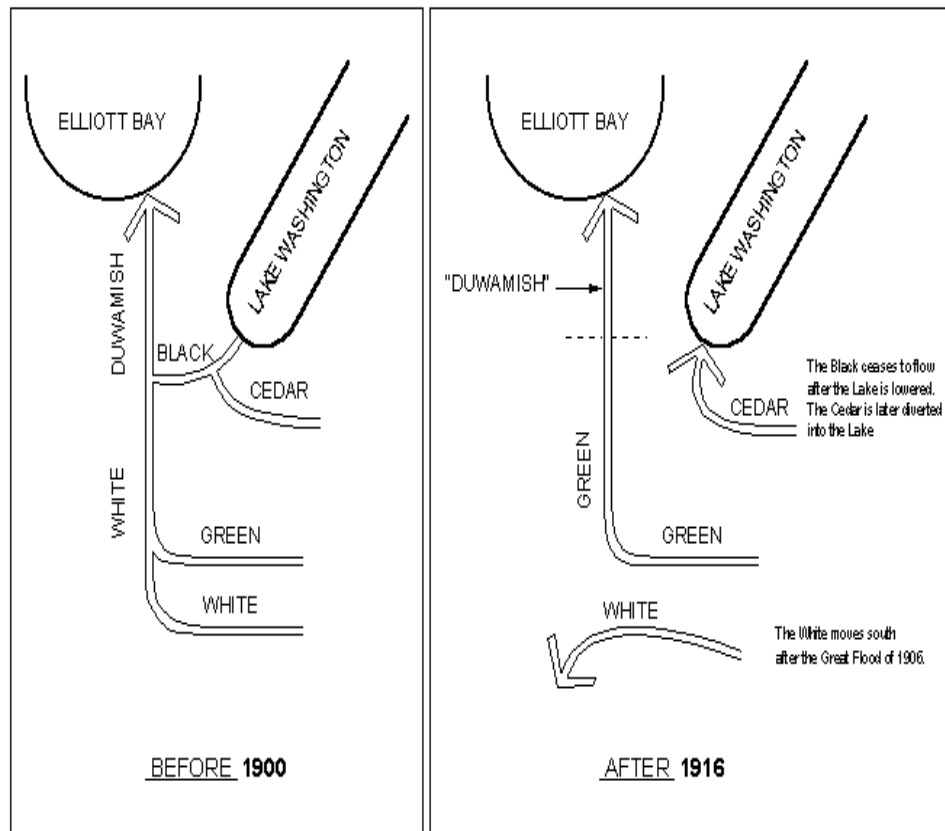 ELLIOTT BAY
LAKE WASHINGTON
DUWAMISH
BLACK
CEDAR
WHITE
GREEN
WHITE
BEFORE 1900
ELLIOTT BAY
LAKE WASHINGTON
"DUWAMISH"
The Black ceases to flow
after the Lake is lowered.
The Cedar is later diverted
into the Lake
CEDAR
GREEN
GREEN
WHITE
The White moves south
after the Great Flood of 1906.
AFTER 1916